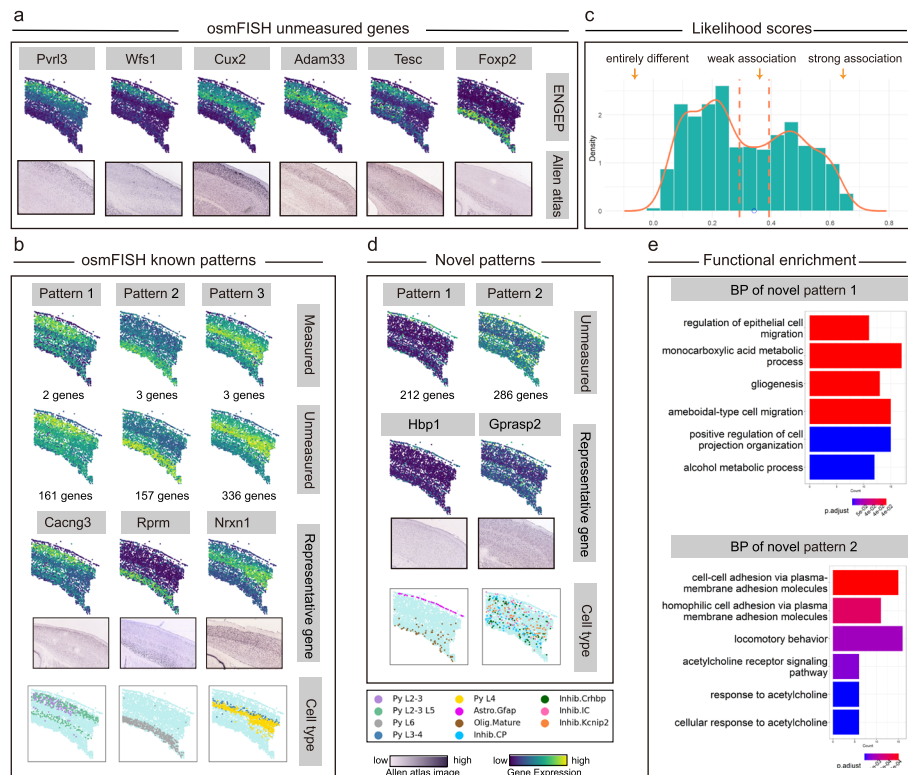 a
osmFISH unmeasured genes
Pvrl3
Wfs1
Cux2
Adam33
Tesc
Foxp2
ENGEP
Allen atlas
c
Likelihood scores
entirely different
weak association
strong association
Density
2
1
0
0.0
0.2
0.4
0.6
0.8
b
osmFISH known patterns
Pattern 1
Pattern 2
Pattern 3
Measured
2 genes
3 genes
3 genes
Unmeasured
161 genes
157 genes
336 genes
Cacng3
Rprm
Nrxn1
Representative gene
Cell type
d
Novel patterns
Pattern 1
Pattern 2
Unmeasured
212 genes
286 genes
Hbp1
Gprasp2
Representative gene
Cell type
Py L2-3
Py L2-3 L5
Py L6
Py L3-4
Py L4
Astro.Gfap
Olig.Mature
Inhib.CP
Inhib.Crhbp
Inhib.IC
Inhib.Kcnip2
low
high
Allen atlas image
low
high
Gene Expression
e
Functional enrichment
BP of novel pattern 1
regulation of epithelial cell
migration
monocarboxylic acid metabolic
process
gliogenesis
ameboidal-type cell migration
positive regulation of cell
projection organization
alcohol metabolic process
Count
p.adjust
BP of novel pattern 2
cell-cell adhesion via plasma-
membrane adhesion molecules
homophilic cell adhesion via plasma
membrane adhesion molecules
locomotory behavior
acetylcholine receptor signaling
pathway
response to acetylcholine
cellular response to acetylcholine
Count
p.adjust